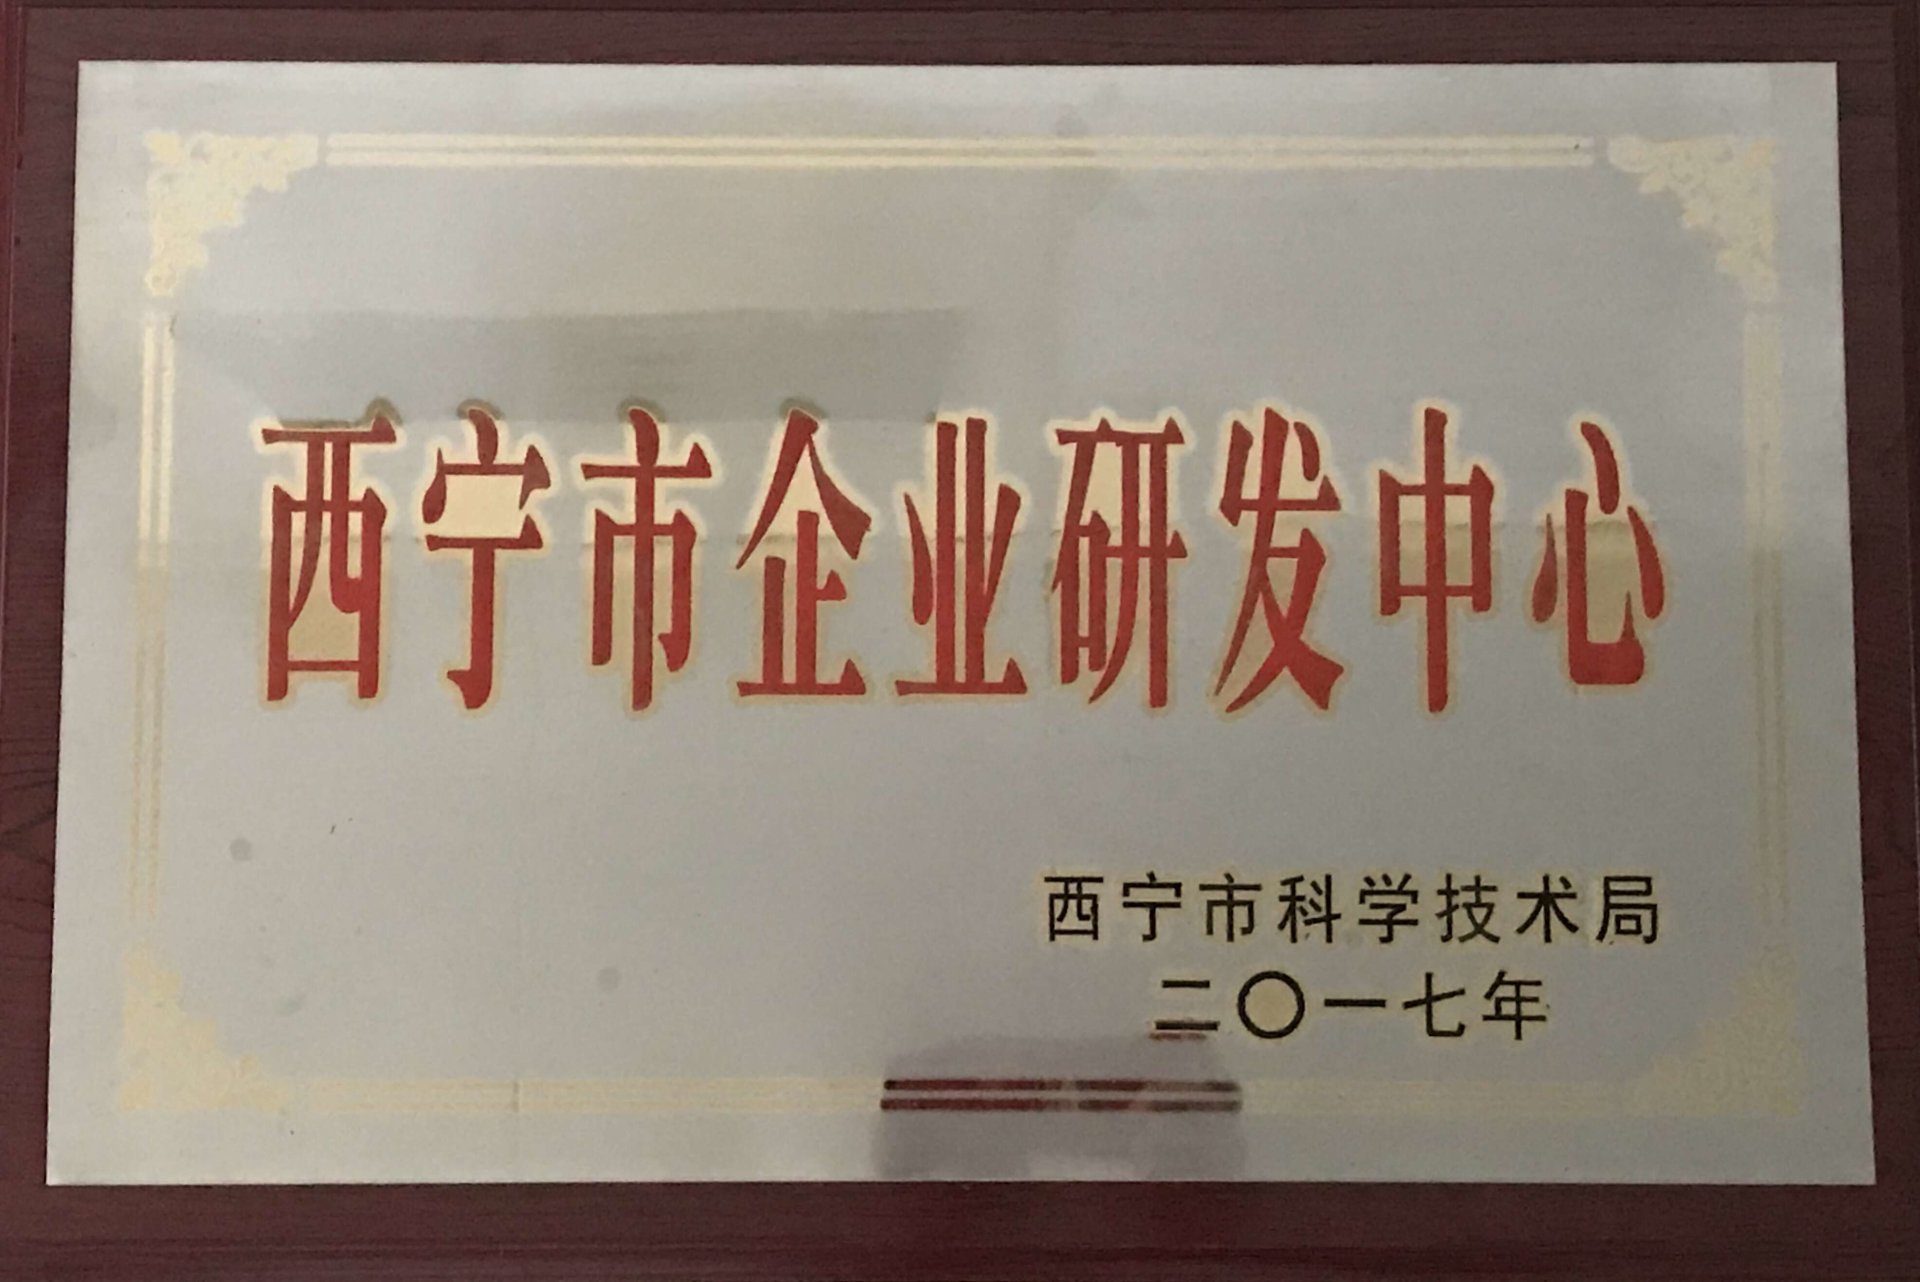 西宁市企业研发中心
西宁市科学技术局
二〇一七年